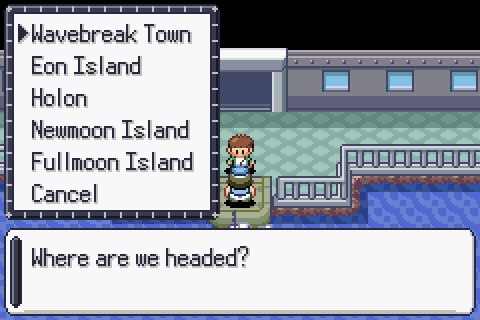 Wavebreak Town
Eon Island
Holon
Newmoon Island
Fullmoon Island
Cancel
Where are we headed?